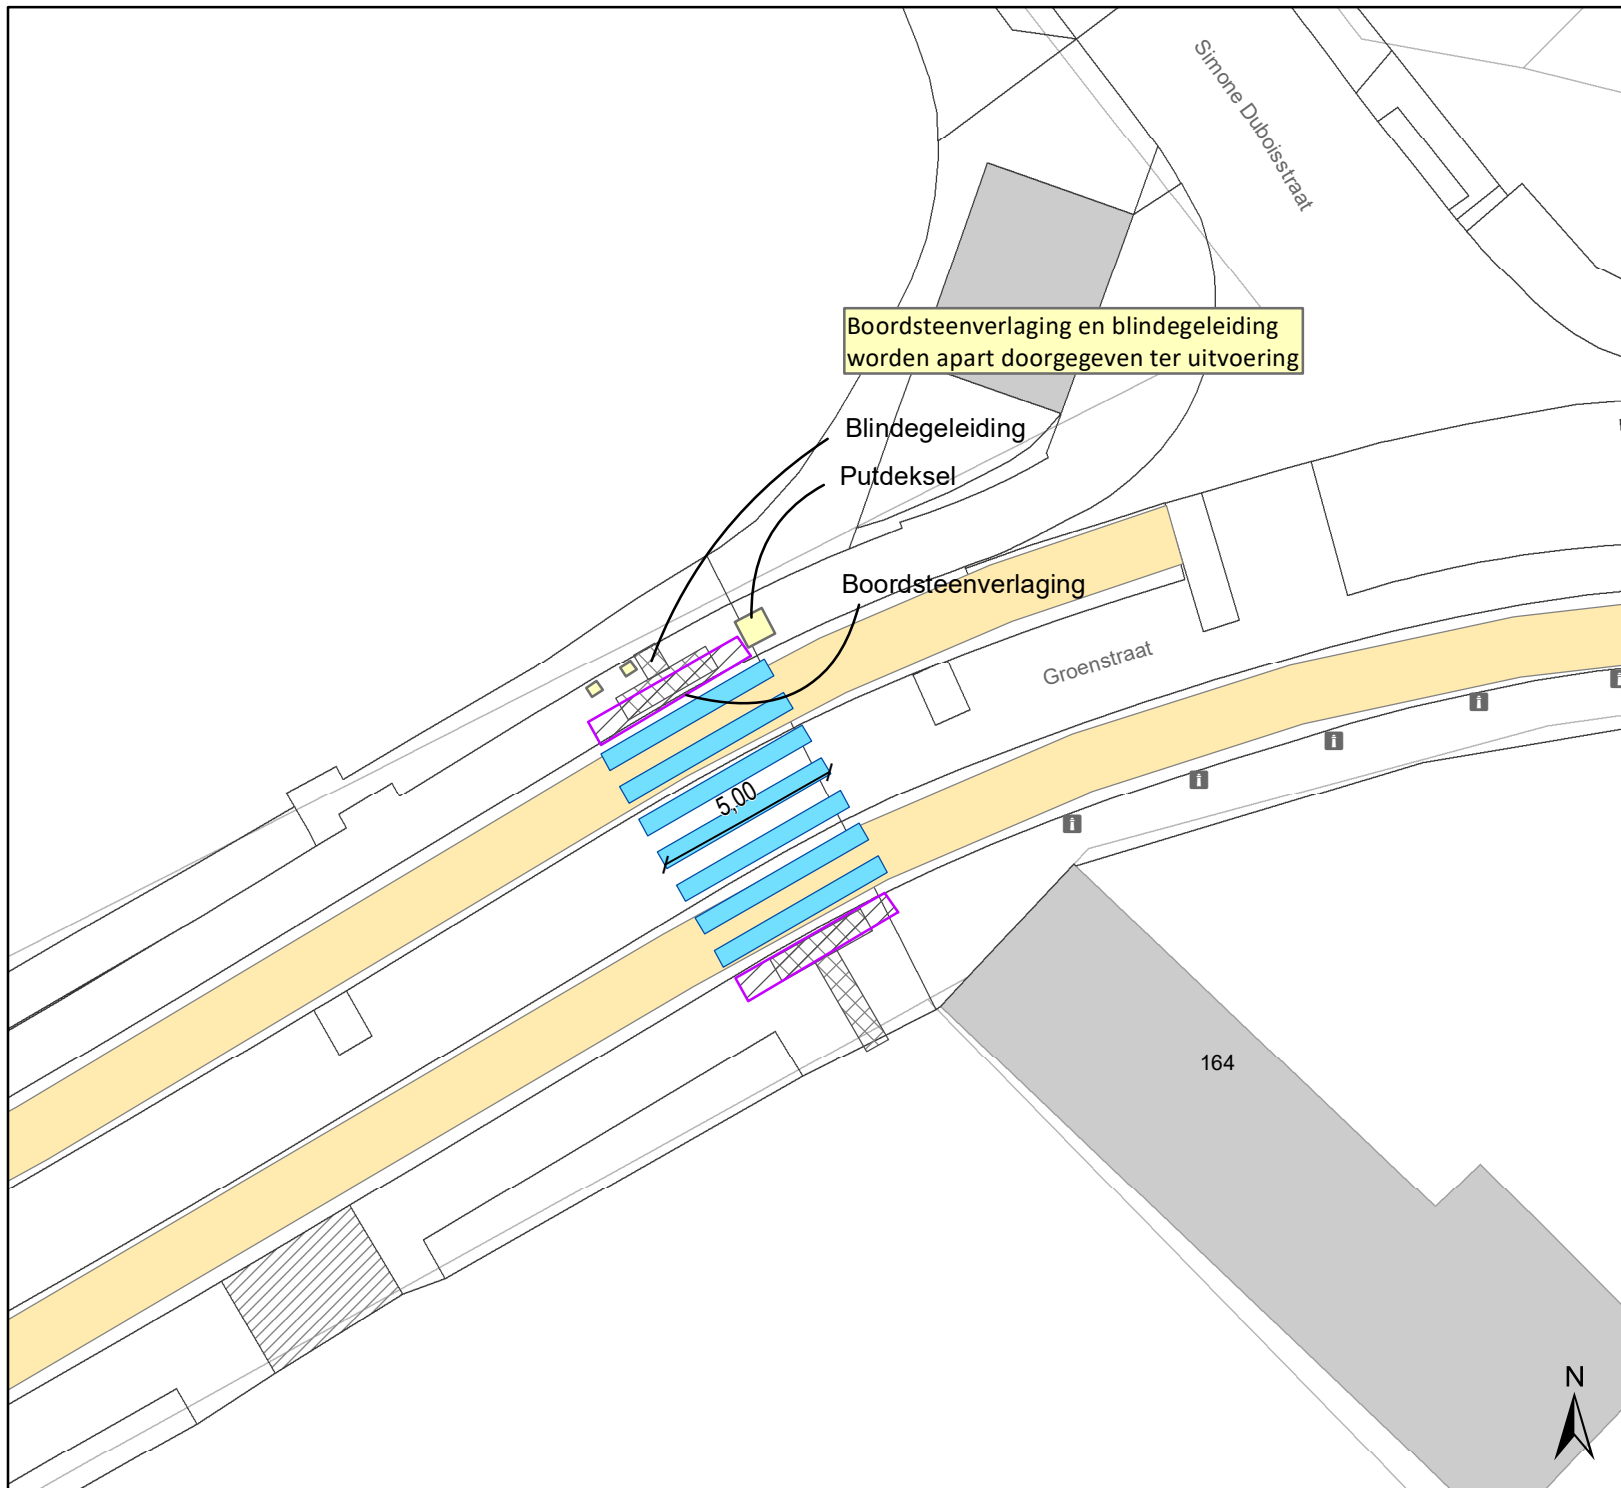 Simone Duboisstraat
Boordsteenverlaging en blindegeleiding
worden apart doorgegeven ter uitvoering
Blindegeleiding
Putdeksel
Boordsteenverlaging
Groenstraat
5,00
164
N